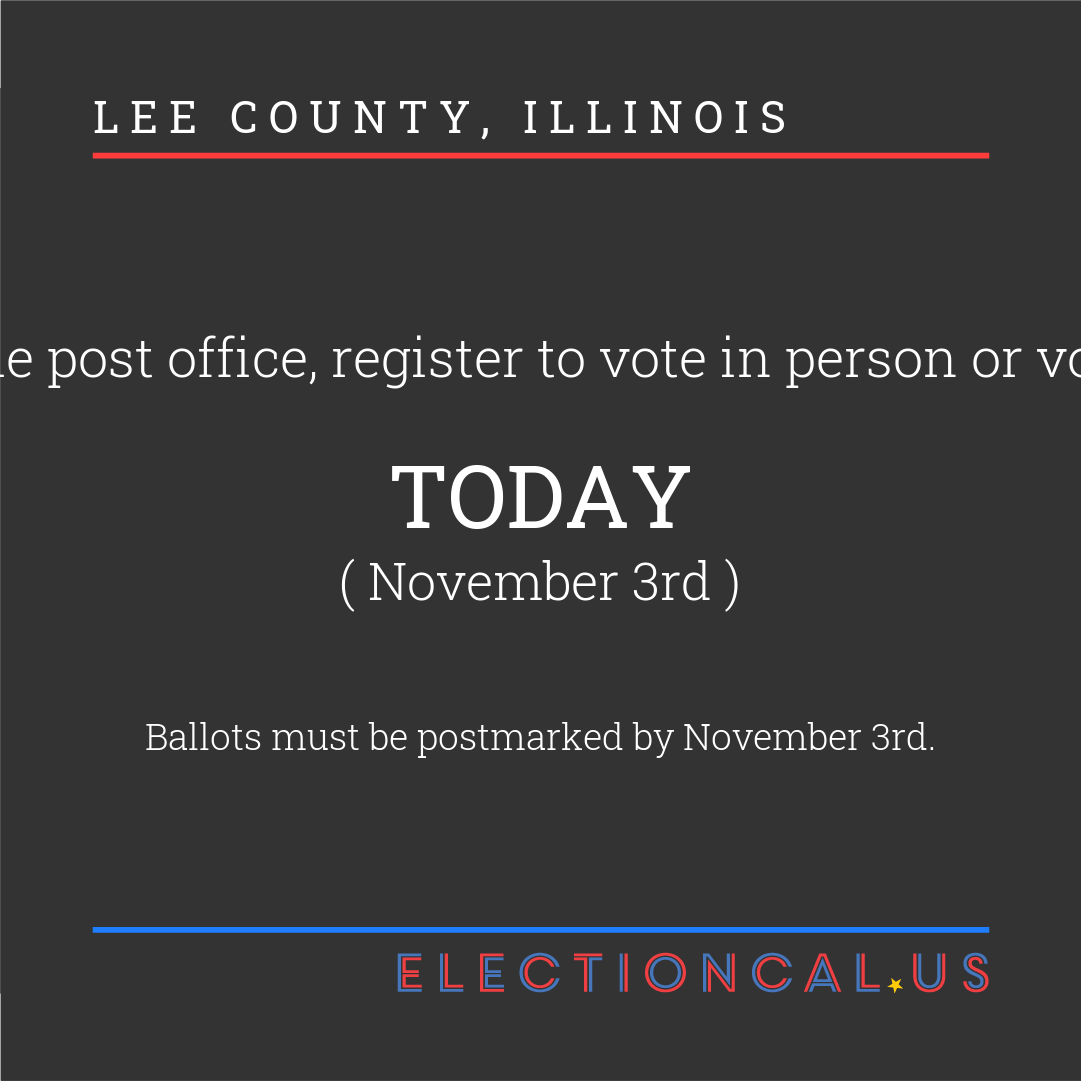 LEE COUNTY, ILLINOIS
e post office, register to vote in person or vo
TODAY
( November 3rd )
Ballots must be postmarked by November 3rd.
ELECTIONCAL.US